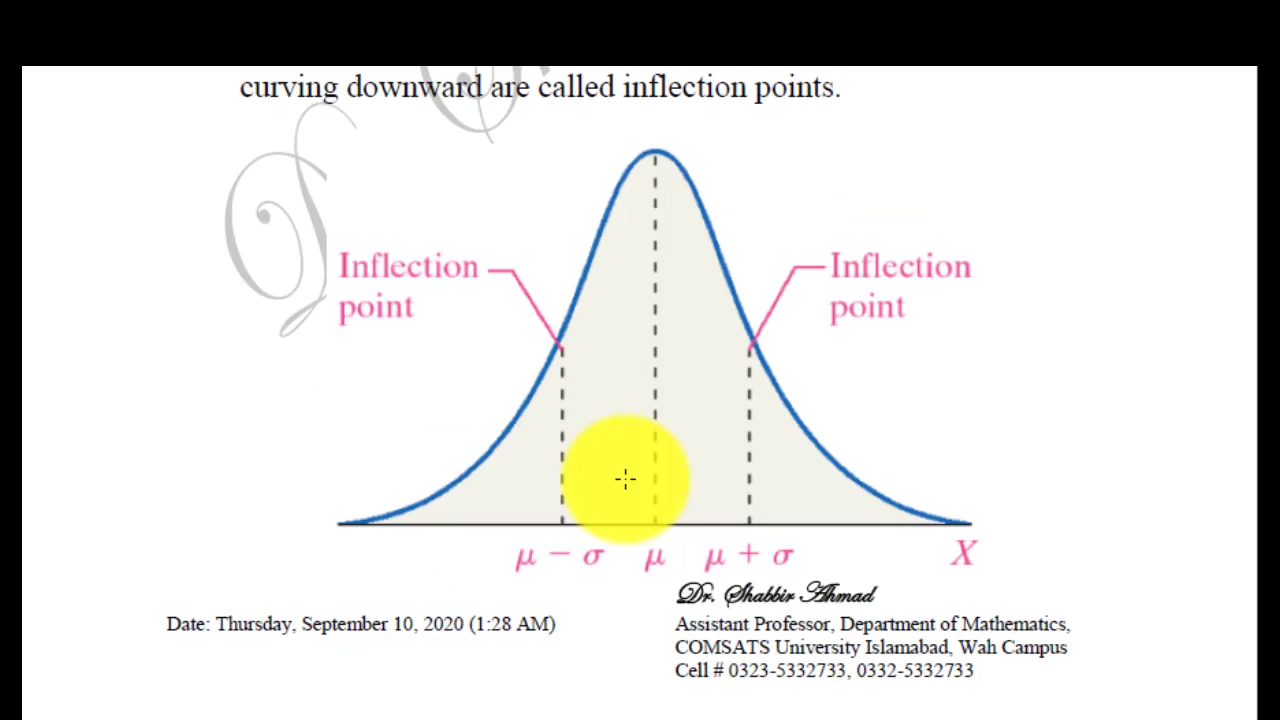 curving downward are called inflection points.
Inflection
point
Inflection
point
μ − σ
μ
μ + σ
X
Dr. Shabbir Ahmad
Date: Thursday, September 10, 2020 (1:28 AM)
Assistant Professor, Department of Mathematics,
COMSATS University Islamabad, Wah Campus
Cell # 0323-5332733, 0332-5332733